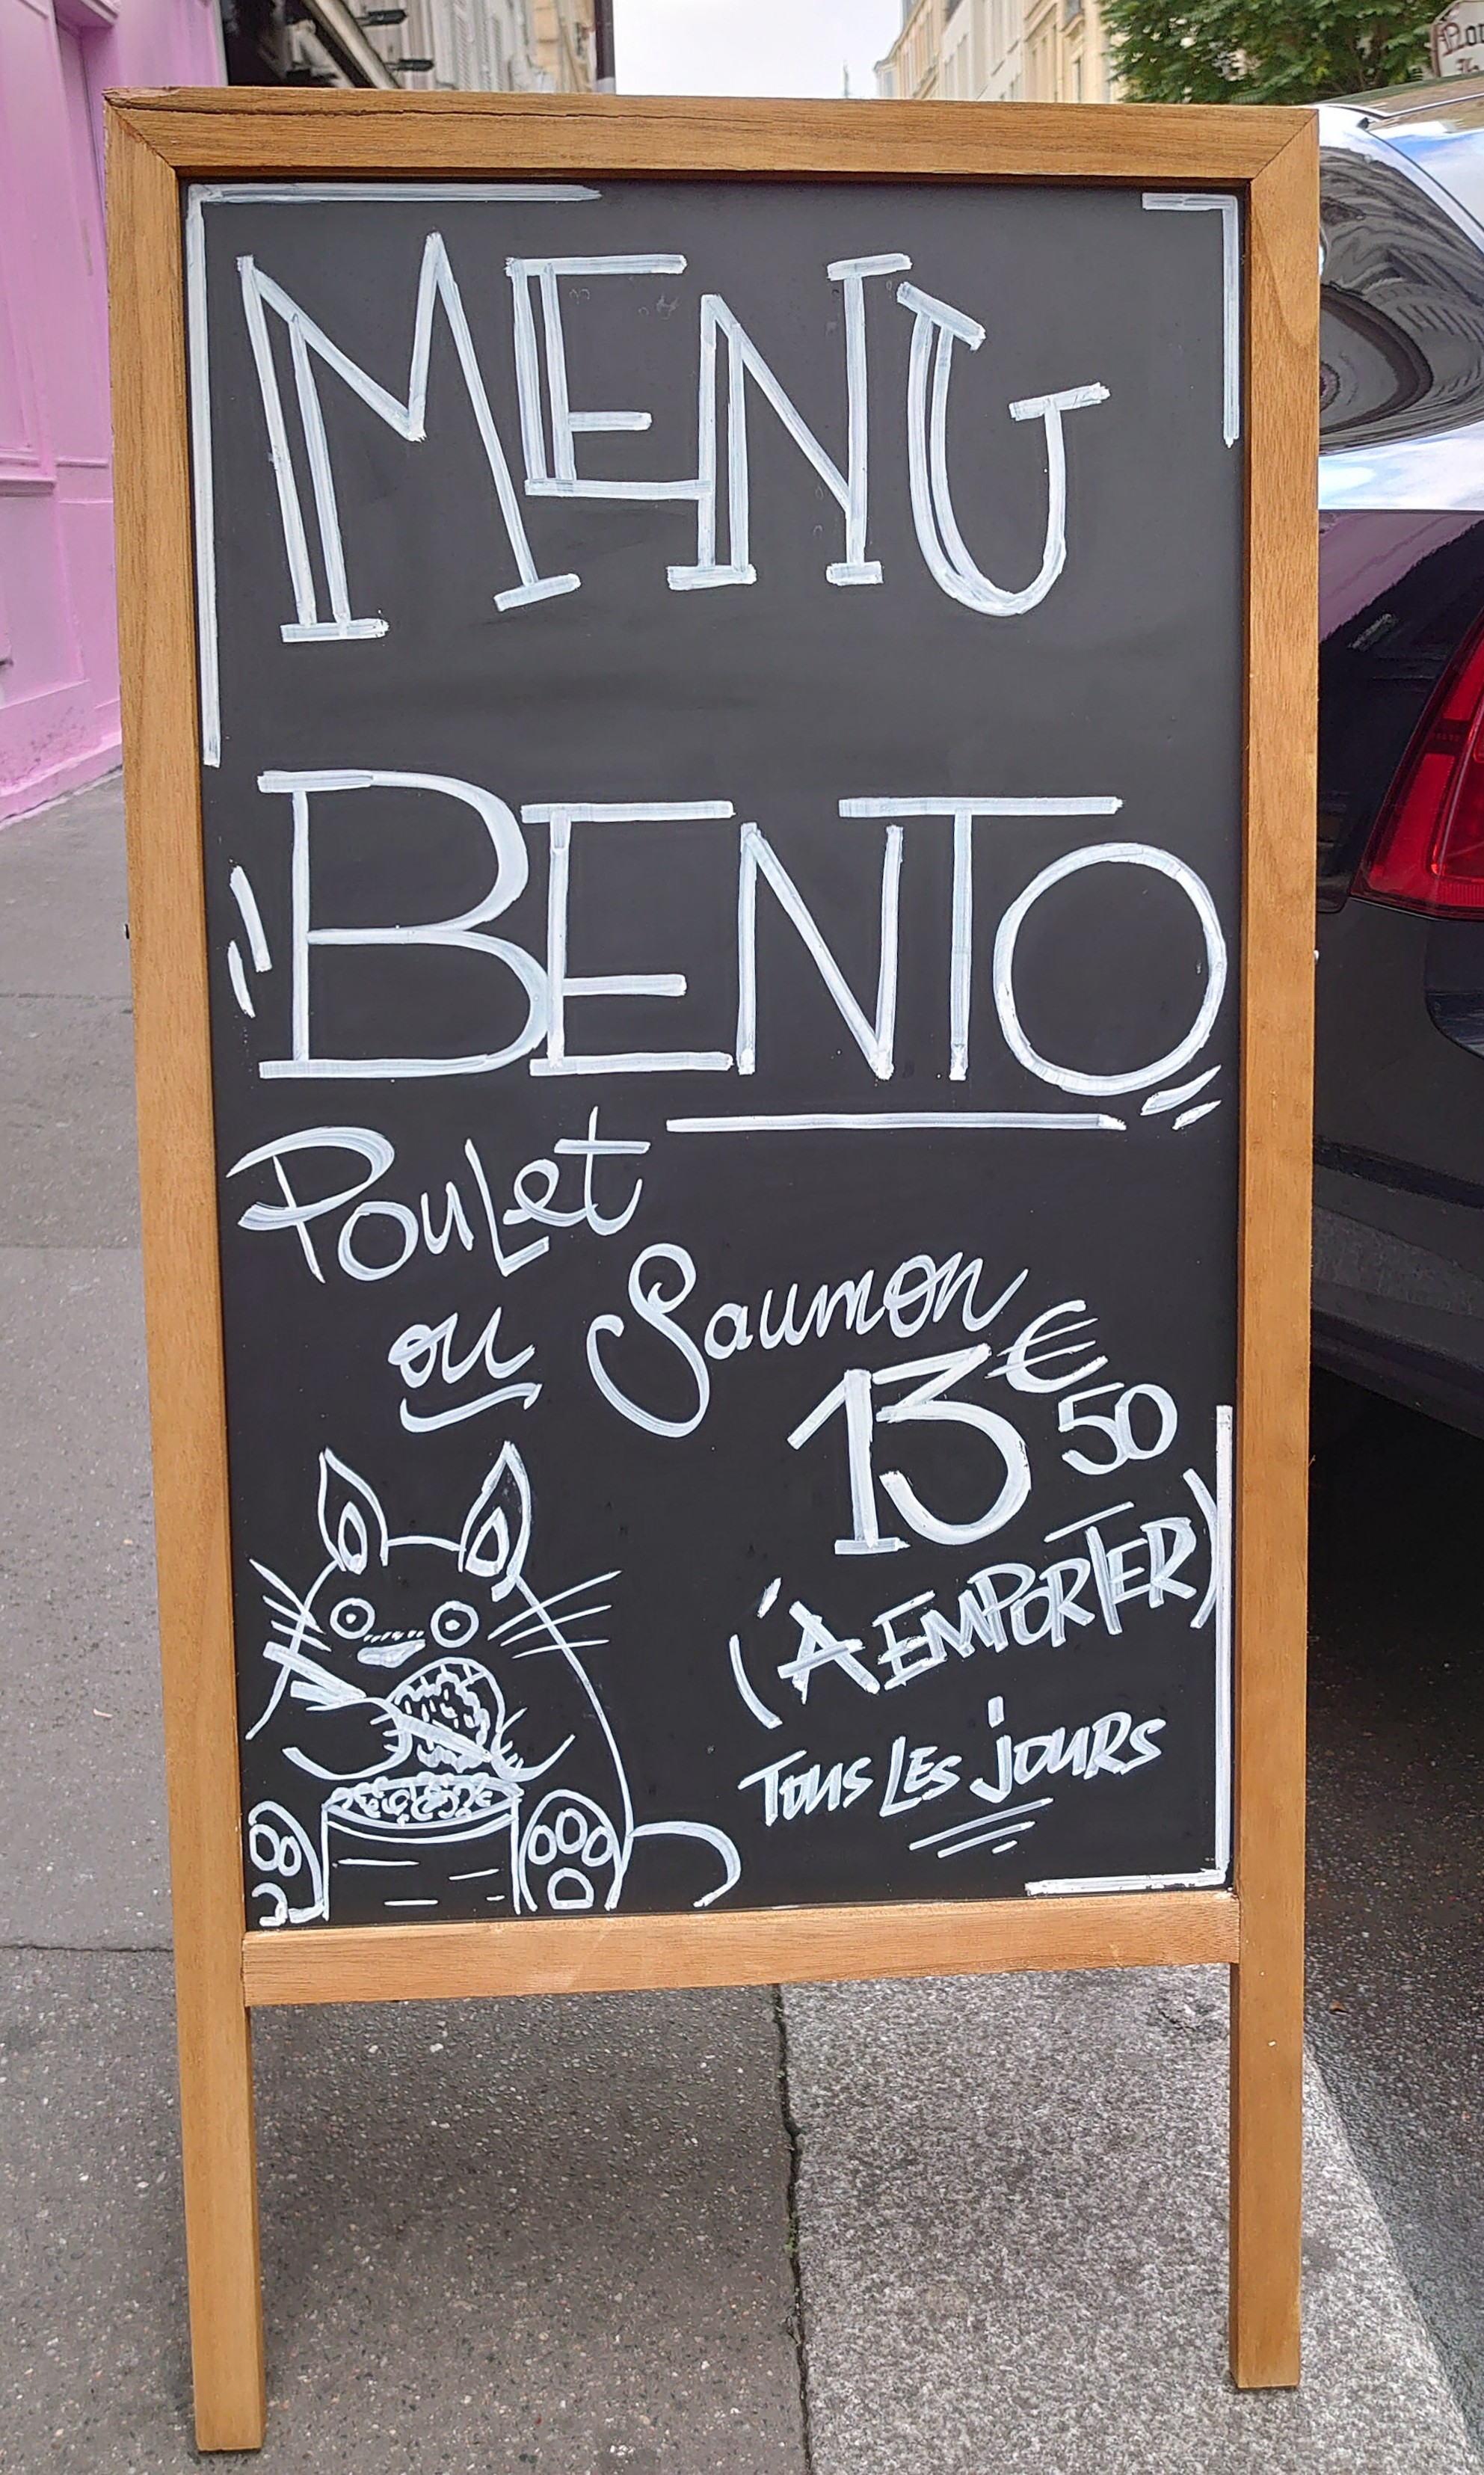 MENU
BENTO
PouLet
ou Saumon
13€50
(A EMPORTER)
Tous Les jours